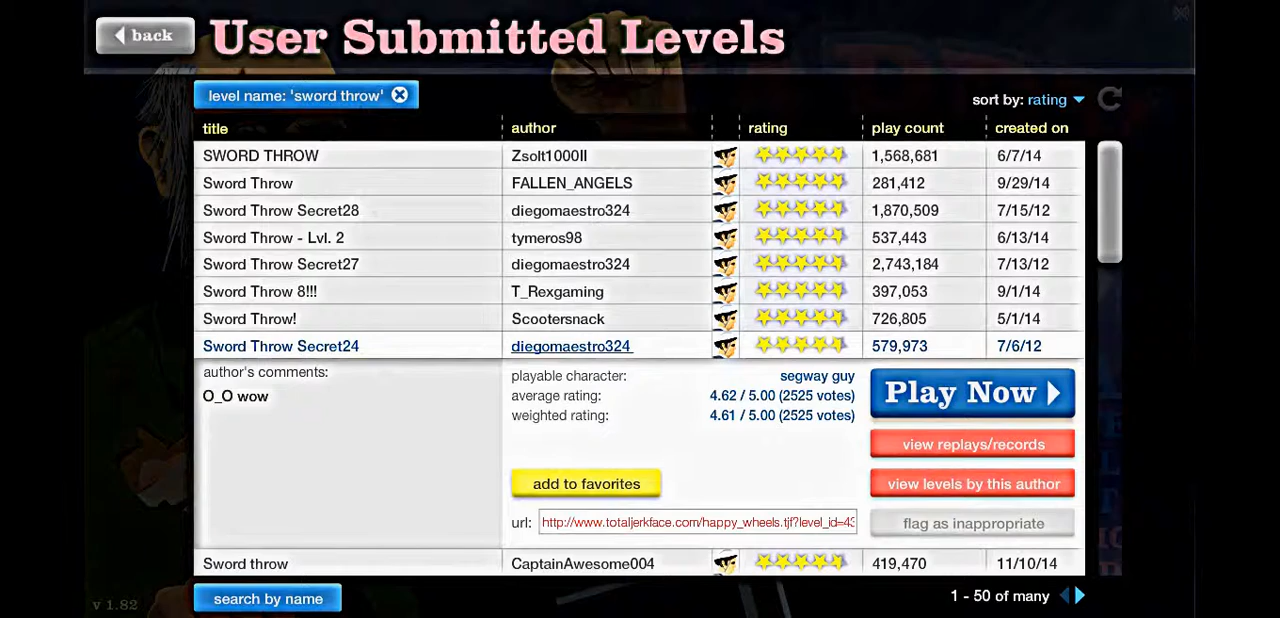 back
User Submitted Levels
level name: 'sword throw'
sort by: rating
title author rating play count created on
SWORD THROW Zsolt1000II 1,568,681 6/7/14
Sword Throw FALLEN_ANGELS 281,412 9/29/14
Sword Throw Secret28 diegomaestro324 1,870,509 7/15/12
Sword Throw - Lvl. 2 tymeros98 537,443 6/13/14
Sword Throw Secret27 diegomaestro324 2,743,184 7/13/12
Sword Throw 8!!! T_Rexgaming 397,053 9/1/14
Sword Throw! Scootersnack 726,805 5/1/14
Sword Throw Secret24 diegomaestro324 579,973 7/6/12
author's comments:
O_O wow
playable character: segway guy
average rating: 4.62 / 5.00 (2525 votes)
weighted rating: 4.61 / 5.00 (2525 votes)
Play Now
view replays/records
add to favorites
view levels by this author
url: http://www.totaljerkface.com/happy_wheels.tjf?level_id=43
flag as inappropriate
Sword throw CaptainAwesome004 419,470 11/10/14
search by name
1 - 50 of many
v 1.82